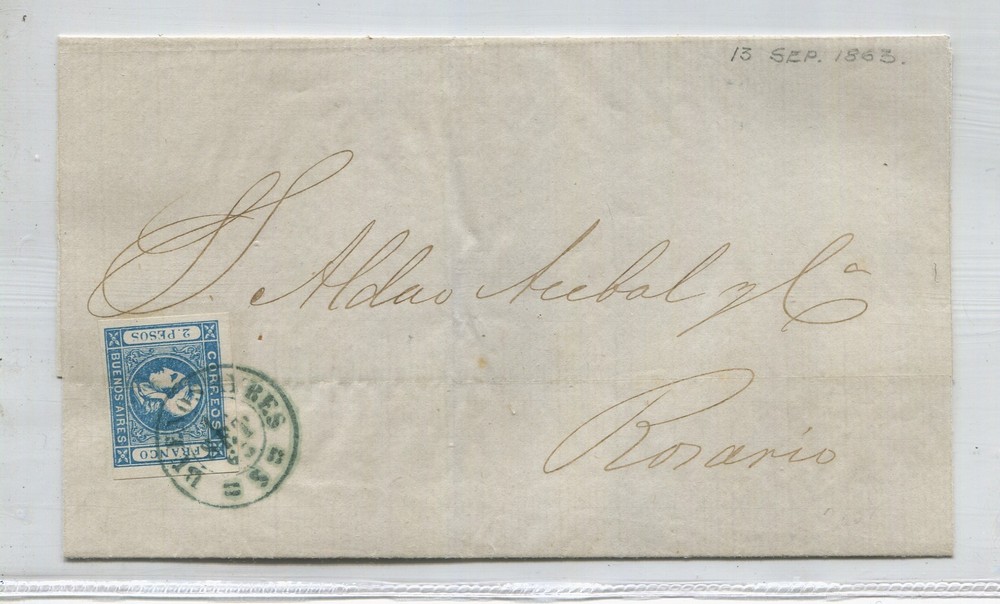 13 SEP. 1863.
S. Aldao Acebal y Cª
Rosario
2. PESOS
BUENOS-AIRES
CORREOS
FRANCO